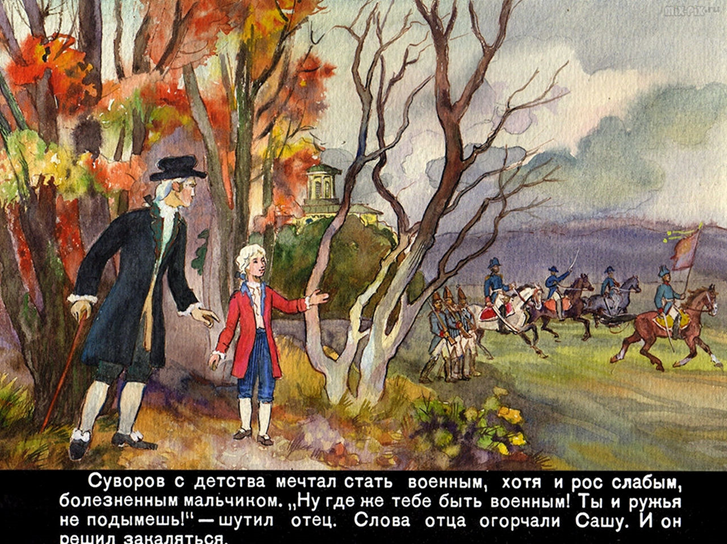 Суворов с детства мечтал стать военным, хотя и рос слабым,
болезненным мальчиком. „Ну где же тебе быть военным! Ты и ружья
не подымешь!“ — шутил отец. Слова отца огорчали Сашу. И он
решил закаляться.